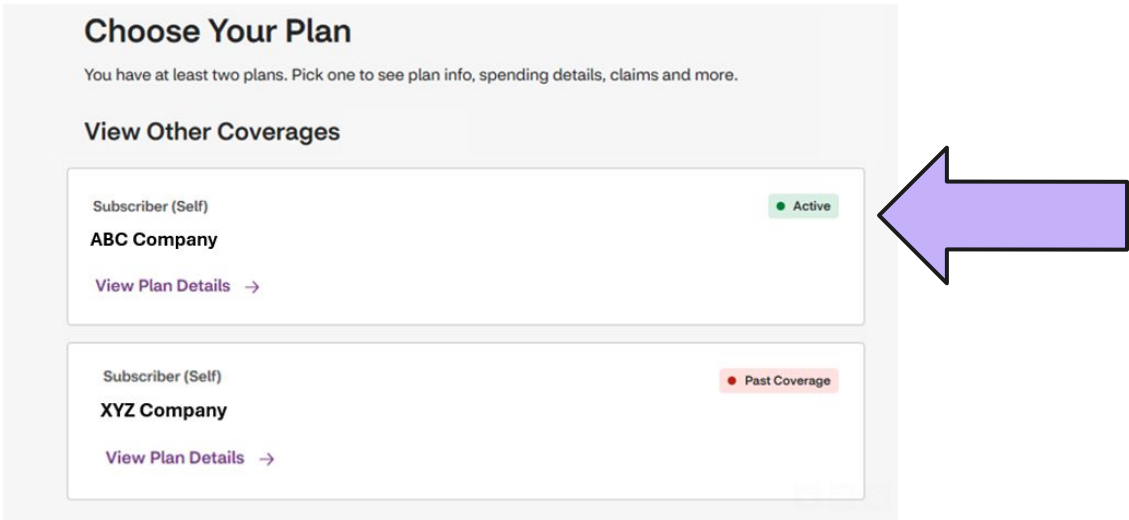 Choose Your Plan
You have at least two plans. Pick one to see plan info, spending details, claims and more.
View Other Coverages
Subscriber (Self)
Active
ABC Company
View Plan Details →
Subscriber (Self)
Past Coverage
XYZ Company
View Plan Details →